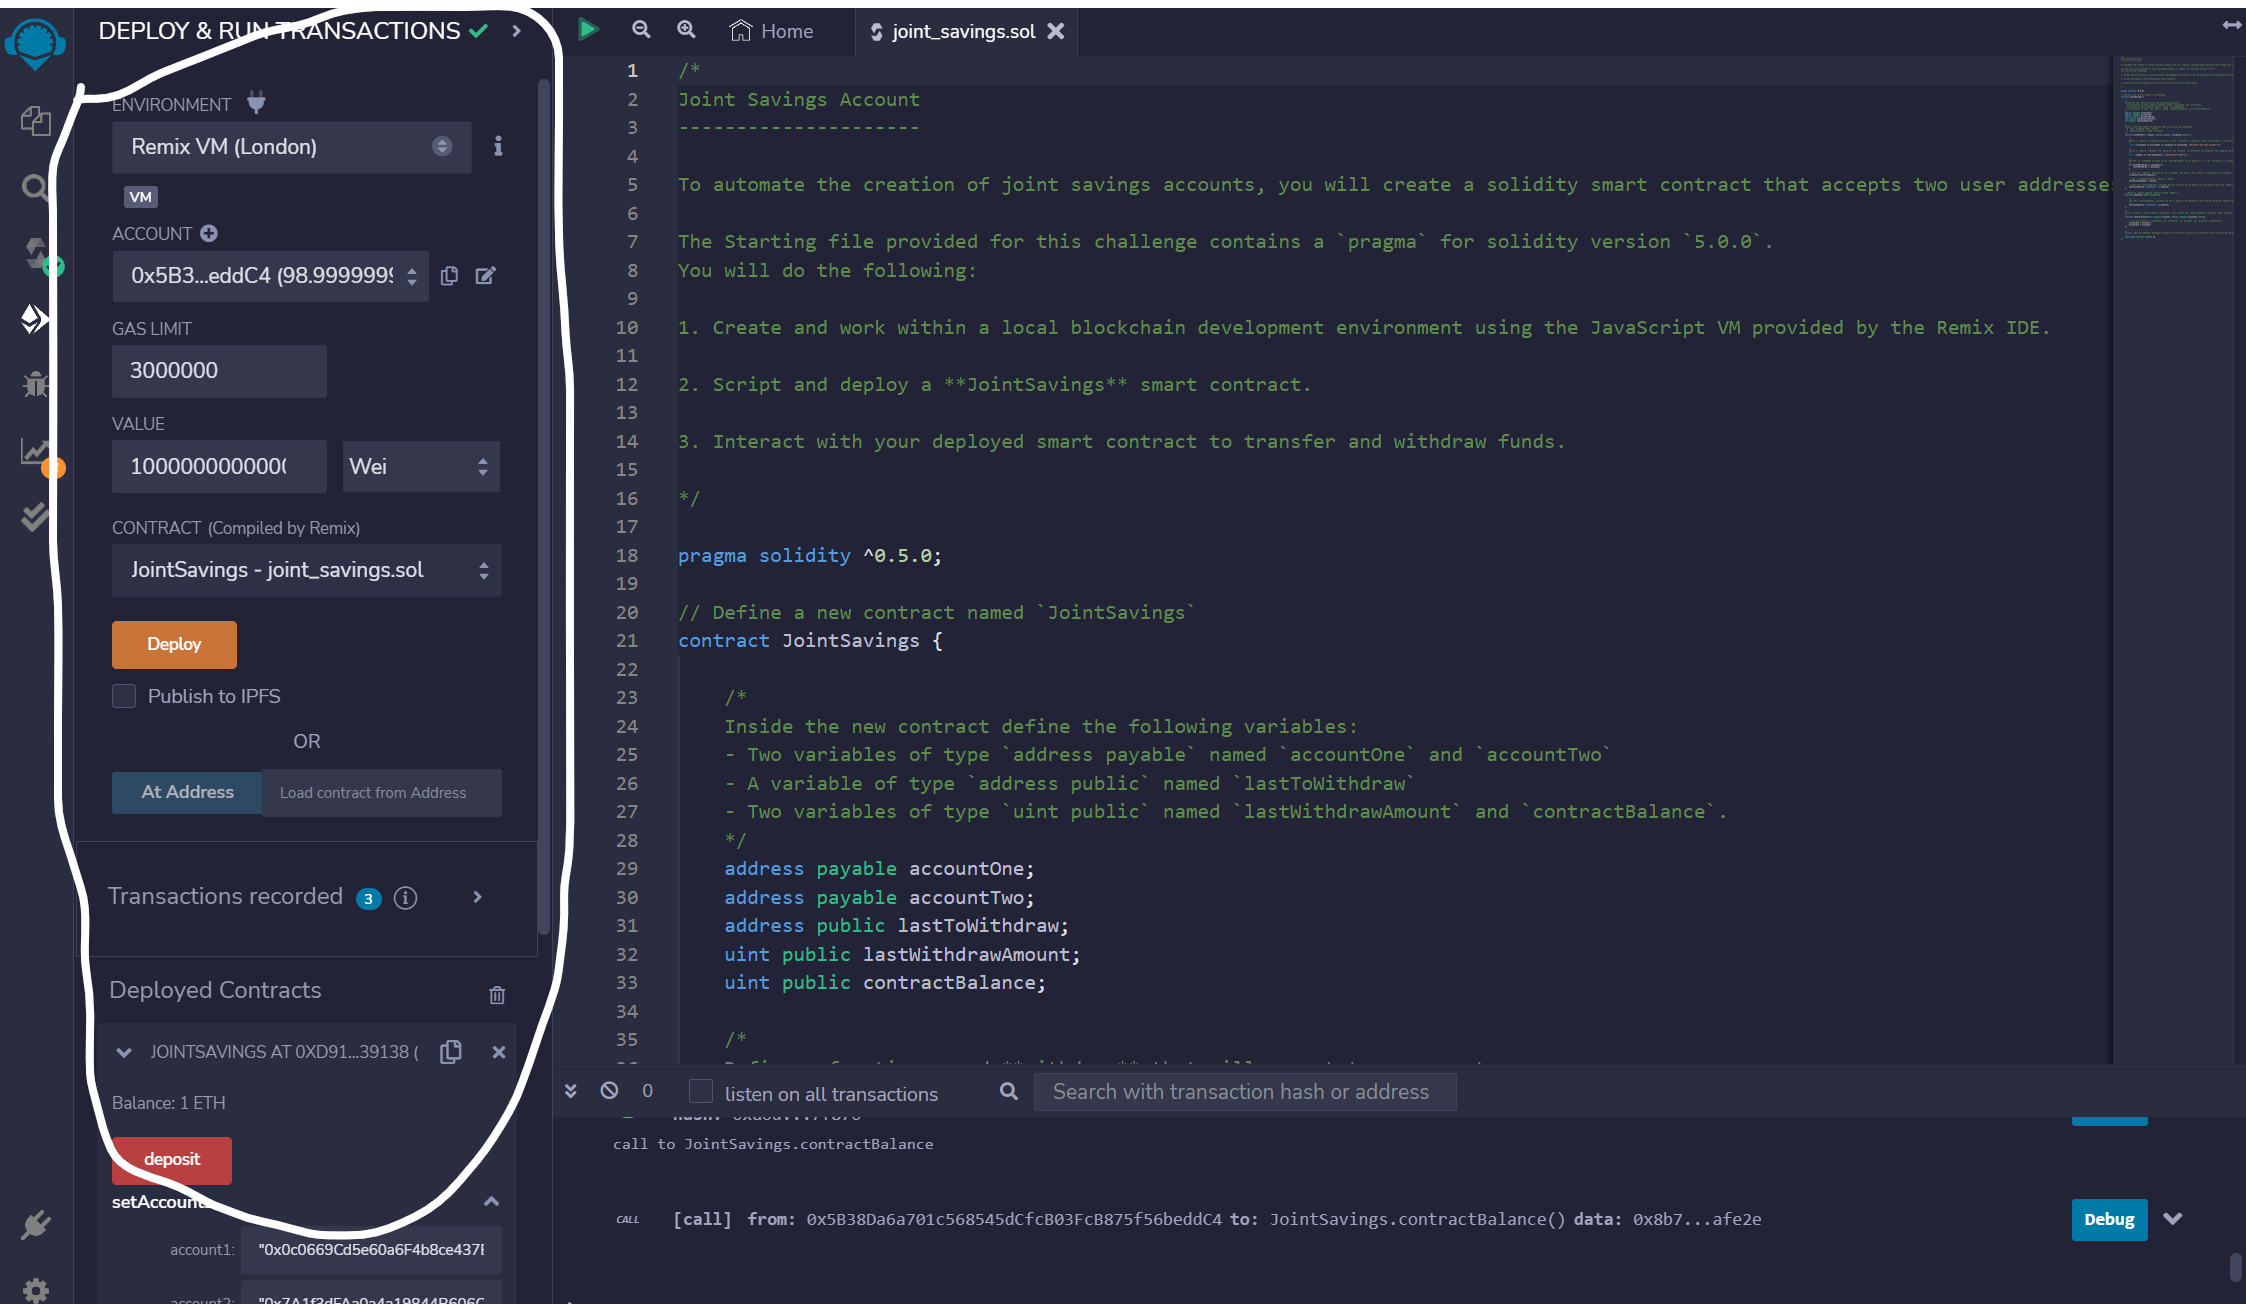 DEPLOY & RUN TRANSACTIONS
ENVIRONMENT
Remix VM (London)
VM
ACCOUNT
0x5B3...eddC4 (98.9999999
GAS LIMIT
3000000
VALUE
Wei
CONTRACT (Compiled by Remix)
JointSavings - joint_savings.sol
Deploy
Publish to IPFS
OR
At Address
Load contract from Address
Transactions recorded 3
Deployed Contracts
JOINTSAVINGS AT 0XD91...39138 (
Balance: 1 ETH
deposit
setAccounts
account1: "0x0c0669Cd5e60a6F4b8ce437E
account2:
Home
joint_savings.sol
1 /*
2 Joint Savings Account
3 ---------------------
4
5 To automate the creation of joint savings accounts, you will create a solidity smart contract that accepts two user addresses
6
7 The Starting file provided for this challenge contains a `pragma` for solidity version `5.0.0`.
8 You will do the following:
9
10 1. Create and work within a local blockchain development environment using the JavaScript VM provided by the Remix IDE.
11
12 2. Script and deploy a **JointSavings** smart contract.
13
14 3. Interact with your deployed smart contract to transfer and withdraw funds.
15
16 */
17
18 pragma solidity ^0.5.0;
19
20 // Define a new contract named `JointSavings`
21 contract JointSavings {
22
23 /*
24 Inside the new contract define the following variables:
25 - Two variables of type `address payable` named `accountOne` and `accountTwo`
26 - A variable of type `address public` named `lastToWithdraw`
27 - Two variables of type `uint public` named `lastWithdrawAmount` and `contractBalance`.
28 */
29 address payable accountOne;
30 address payable accountTwo;
31 address public lastToWithdraw;
32 uint public lastWithdrawAmount;
33 uint public contractBalance;
34
35 /*
0
listen on all transactions
Search with transaction hash or address
call to JointSavings.contractBalance
CALL [call] from: 0x5B38Da6a701c568545dCfcB03FcB875f56beddC4 to: JointSavings.contractBalance() data: 0x8b7...afe2e
Debug